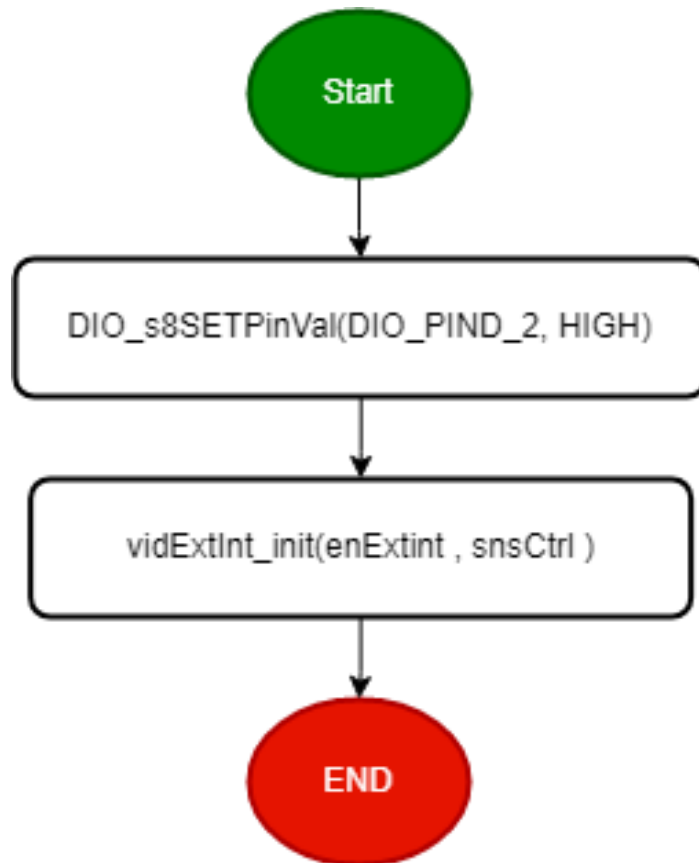 Start
DIO_s8SETPinVal(DIO_PIND_2, HIGH)
vidExtInt_init(enExtint , snsCtrl )
END